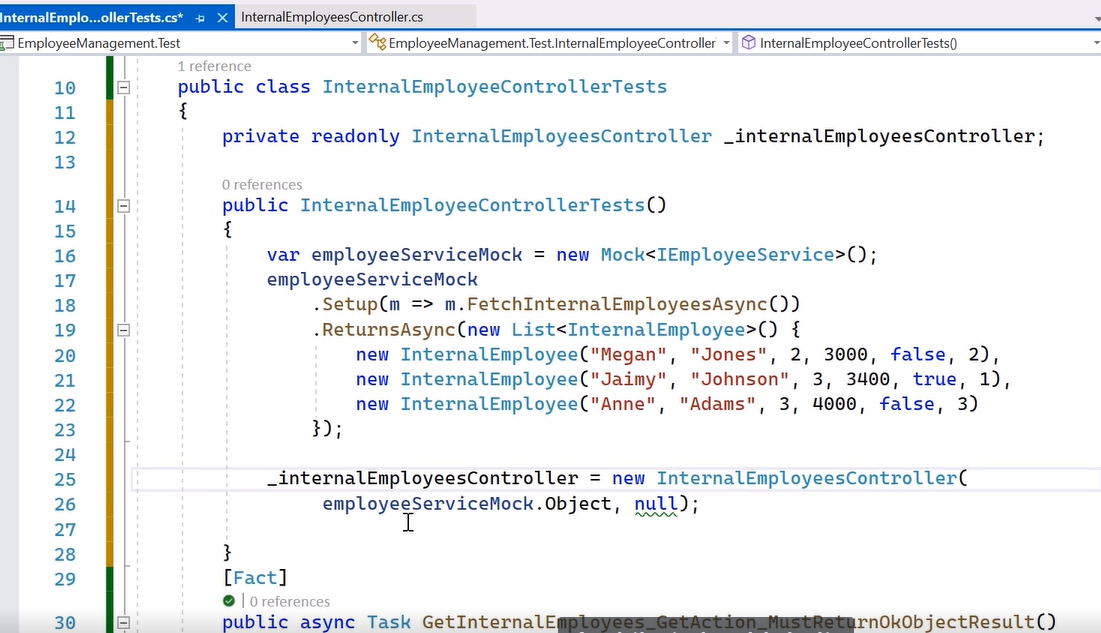 InternalEmplo...ollerTests.cs*
InternalEmployeesController.cs
EmployeeManagement.Test
EmployeeManagement.Test.InternalEmployeeController
InternalEmployeeControllerTests()
1 reference
10 public class InternalEmployeeControllerTests
11 {
12 private readonly InternalEmployeesController _internalEmployeesController;
13
0 references
14 public InternalEmployeeControllerTests()
15 {
16 var employeeServiceMock = new Mock<IEmployeeService>();
17 employeeServiceMock
18 .Setup(m => m.FetchInternalEmployeesAsync())
19 .ReturnsAsync(new List<InternalEmployee>() {
20 new InternalEmployee("Megan", "Jones", 2, 3000, false, 2),
21 new InternalEmployee("Jaimy", "Johnson", 3, 3400, true, 1),
22 new InternalEmployee("Anne", "Adams", 3, 4000, false, 3)
23 });
24
25 _internalEmployeesController = new InternalEmployeesController(
26 employeeServiceMock.Object, null);
27
28 }
29 [Fact]
0 references
30 public async Task GetInternalEmployees_GetAction_MustReturnOkObjectResult()